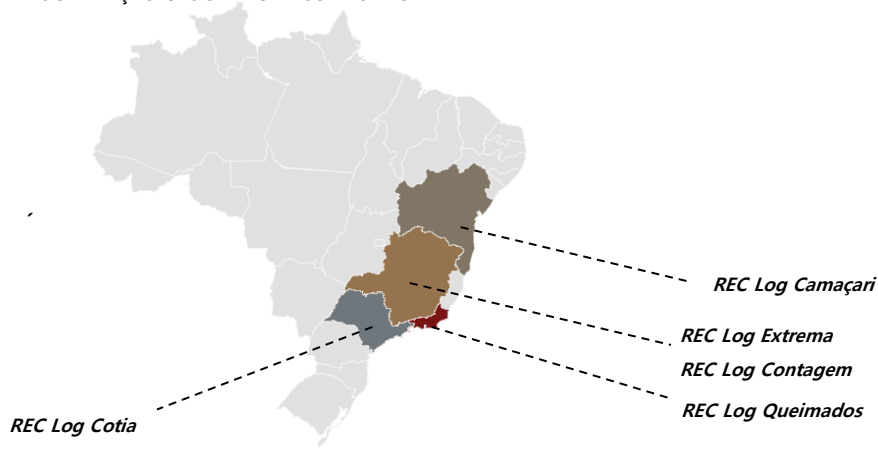 REC Log Camaçari
REC Log Extrema
REC Log Contagem
REC Log Queimados
REC Log Cotia